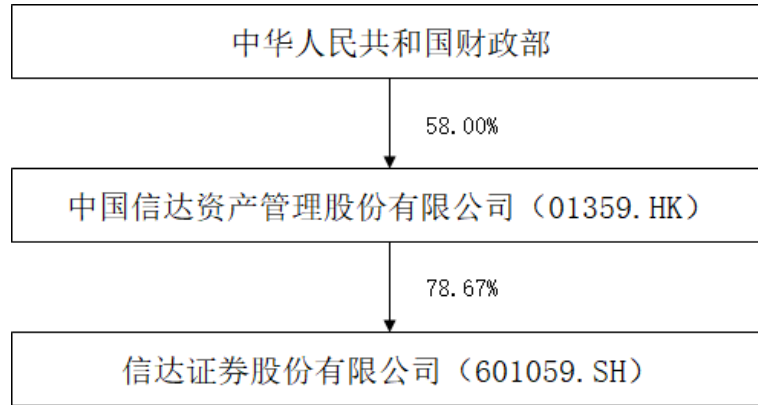 中华人民共和国财政部
58.00%
中国信达资产管理股份有限公司（01359.HK）
78.67%
信达证券股份有限公司（601059.SH）